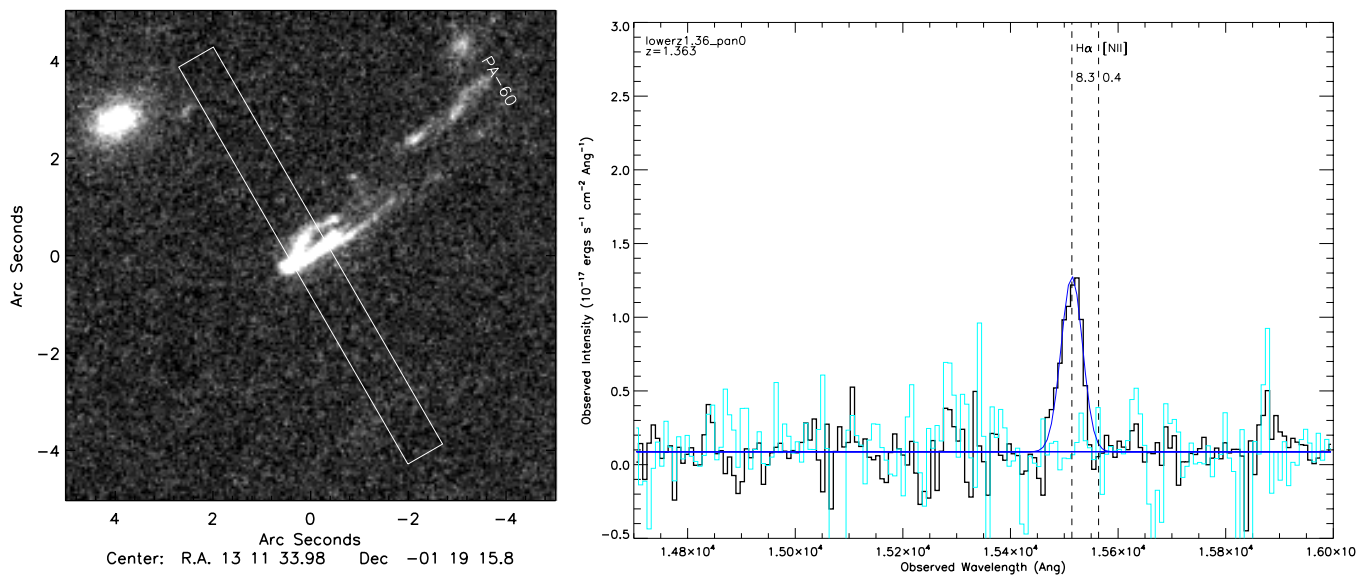 PA-60
4
2
0
−2
−4
Arc Seconds
4 2 0 −2 −4
Arc Seconds
Center: R.A. 13 11 33.98 Dec −01 19 15.8
lowerz1.36_pan0
z=1.363
Hα [NII]
8.3 0.4
3.0
2.5
2.0
1.5
1.0
0.5
0.0
−0.5
Observed Intensity (10⁻¹⁷ ergs s⁻¹ cm⁻² Ang⁻¹)
1.48×10⁴ 1.50×10⁴ 1.52×10⁴ 1.54×10⁴ 1.56×10⁴ 1.58×10⁴ 1.60×10
Observed Wavelength (Ang)